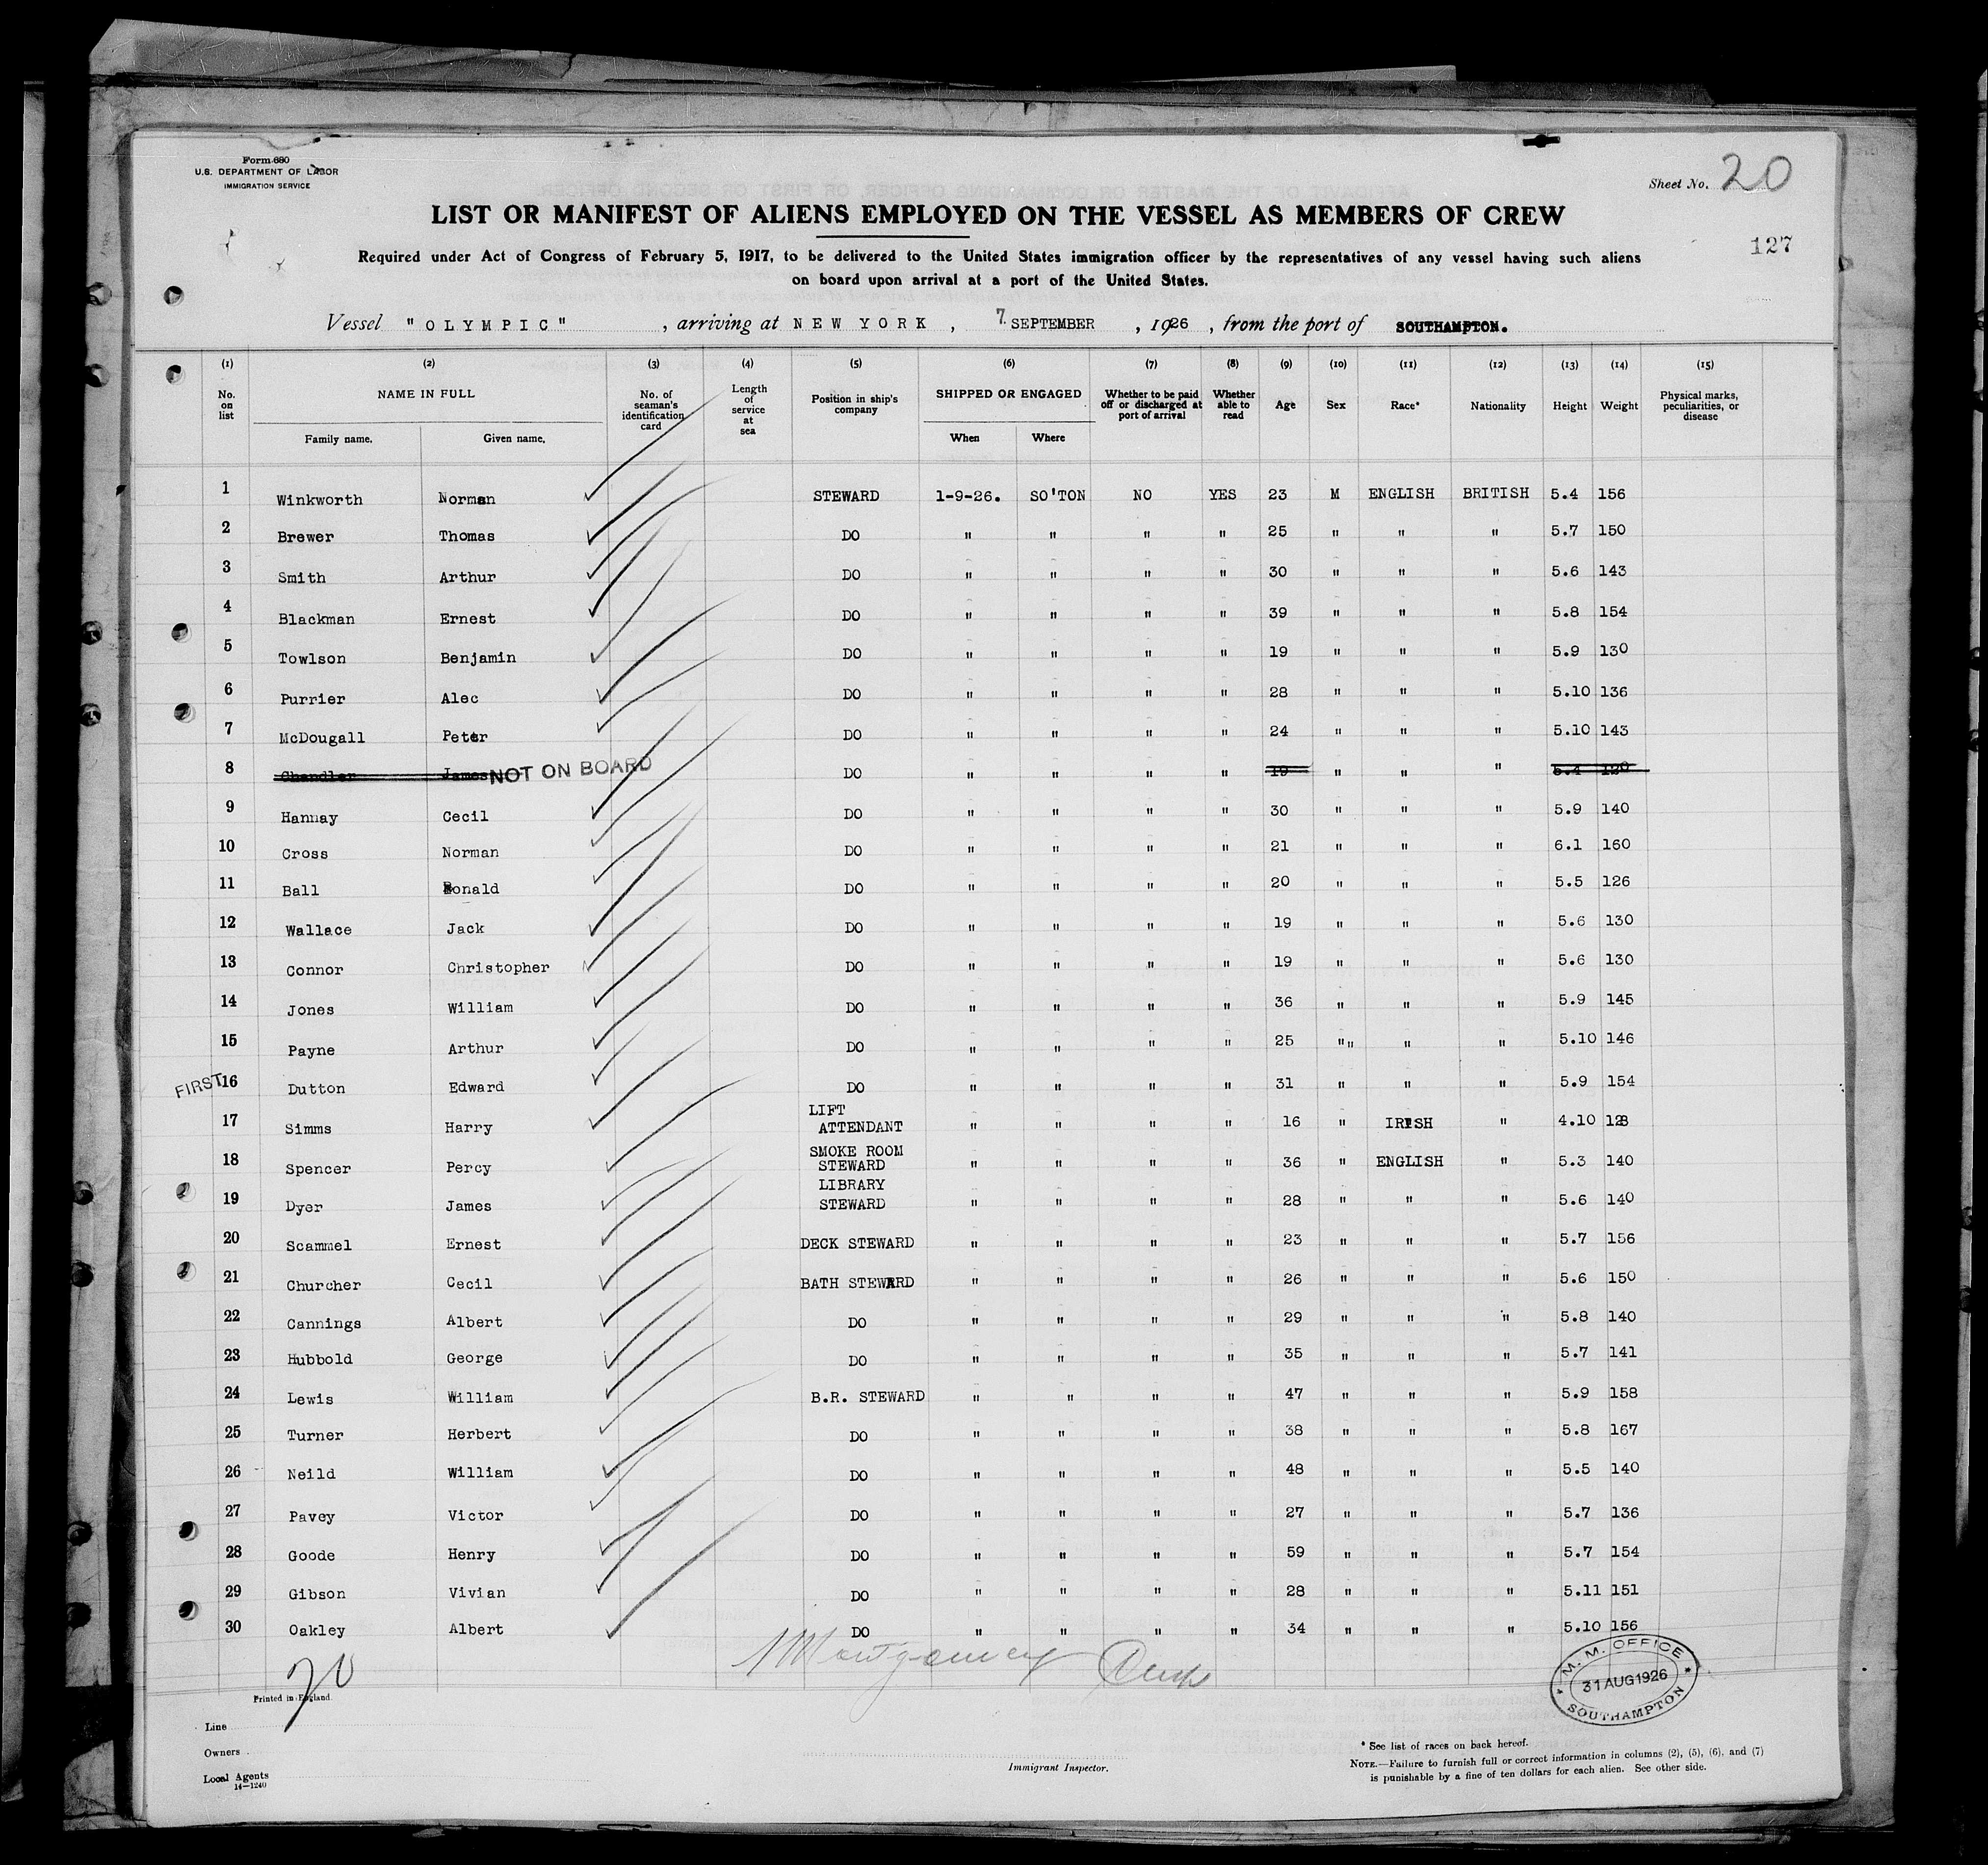 Form 680
U.S. DEPARTMENT OF LABOR
IMMIGRATION SERVICE
Sheet No. 20
LIST OR MANIFEST OF ALIENS EMPLOYED ON THE VESSEL AS MEMBERS OF CREW
127
Required under Act of Congress of February 5, 1917, to be delivered to the United States immigration officer by the representatives of any vessel having such aliens
on board upon arrival at a port of the United States.
Vessel "OLYMPIC", arriving at NEW YORK, 7 SEPTEMBER, 1926, from the port of SOUTHAMPTON.
(1) (2) (3) (4) (5) (6) (7) (8) (9) (10) (11) (12) (13) (14) (15)
No. on list NAME IN FULL No. of seaman's identification card Length of service at sea Position in ship's company SHIPPED OR ENGAGED Whether to be paid off or discharged at port of arrival Whether able to read Age Sex Race* Nationality Height Weight Physical marks, peculiarities, or disease
Family name. Given name. When Where
1 Winkworth Norman STEWARD 1-9-26. SO'TON NO YES 23 M ENGLISH BRITISH 5.4 156
2 Brewer Thomas DO " " " " 25 " " " 5.7 150
3 Smith Arthur DO " " " " 30 " " " 5.6 143
4 Blackman Ernest DO " " " " 39 " " " 5.8 154
5 Towlson Benjamin DO " " " " 19 " " " 5.9 130
6 Purrier Alec DO " " " " 28 " " " 5.10 136
7 McDougall Peter DO " " " " 24 " " " 5.10 143
8 Chandler James NOT ON BOARD DO " " " " 19 " " " 5.4 120
9 Hannay Cecil DO " " " " 30 " " " 5.9 140
10 Cross Norman DO " " " " 21 " " " 6.1 160
11 Ball Ronald DO " " " " 20 " " " 5.5 126
12 Wallace Jack DO " " " " 19 " " " 5.6 130
13 Connor Christopher DO " " " " 19 " " " 5.6 130
14 Jones William DO " " " " 36 " " " 5.9 145
15 Payne Arthur DO " " " " 25 "" " " 5.10 146
FIRST 16 Dutton Edward DO " " " " 31 " " " 5.9 154
17 Simms Harry LIFT ATTENDANT " " " " 16 " IRISH " 4.10 128
18 Spencer Percy SMOKE ROOM STEWARD " " " " 36 " ENGLISH " 5.3 140
19 Dyer James LIBRARY STEWARD " " " " 28 " " " 5.6 140
20 Scammel Ernest DECK STEWARD " " " " 23 " " " 5.7 156
21 Churcher Cecil BATH STEWARD " " " " 26 " " " 5.6 150
22 Cannings Albert DO " " " " 29 " " " 5.8 140
23 Hubbold George DO " " " " 35 " " " 5.7 141
24 Lewis William B.R. STEWARD " " " " 47 " " " 5.9 158
25 Turner Herbert DO " " " " 38 " " " 5.8 167
26 Neild William DO " " " " 48 " " " 5.5 140
27 Pavey Victor DO " " " " 27 " " " 5.7 136
28 Goode Henry DO " " " " 59 " " " 5.7 154
29 Gibson Vivian DO " " " " 28 " " " 5.11 151
30 Oakley Albert DO " " " " 34 " " " 5.10 156
Montgomery
M. M. OFFICE
31 AUG 1926
SOUTHAMPTON
Printed in England.
Line
Owners
Local Agents
14—1240
Immigrant Inspector.
* See list of races on back hereof.
NOTE.—Failure to furnish full or correct information in columns (2), (5), (6), and (7)
is punishable by a fine of ten dollars for each alien. See other side.